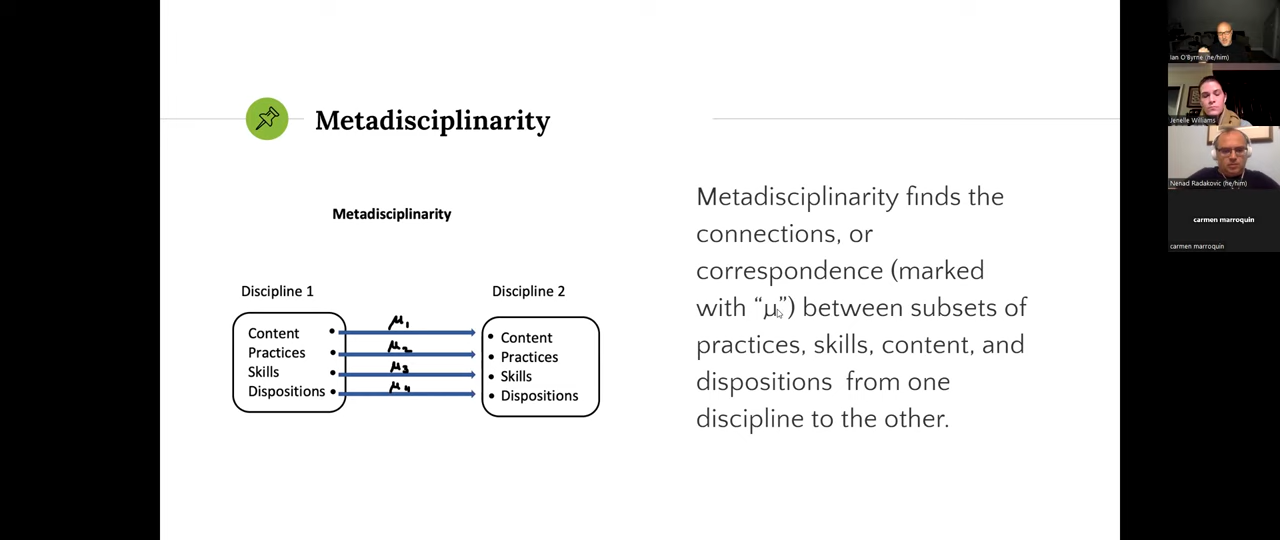 Metadisciplinarity
Metadisciplinarity
Discipline 1
Discipline 2
Content •
Practices •
Skills •
Dispositions •
μ1
μ2
μ3
μ4
• Content
• Practices
• Skills
• Dispositions
Metadisciplinarity finds the
connections, or
correspondence (marked
with “μ”) between subsets of
practices, skills, content, and
dispositions from one
discipline to the other.
Ian O'Byrne (he/him)
Jenelle Williams
Nenad Radakovic (he/him)
carmen marroquin
carmen marroquin